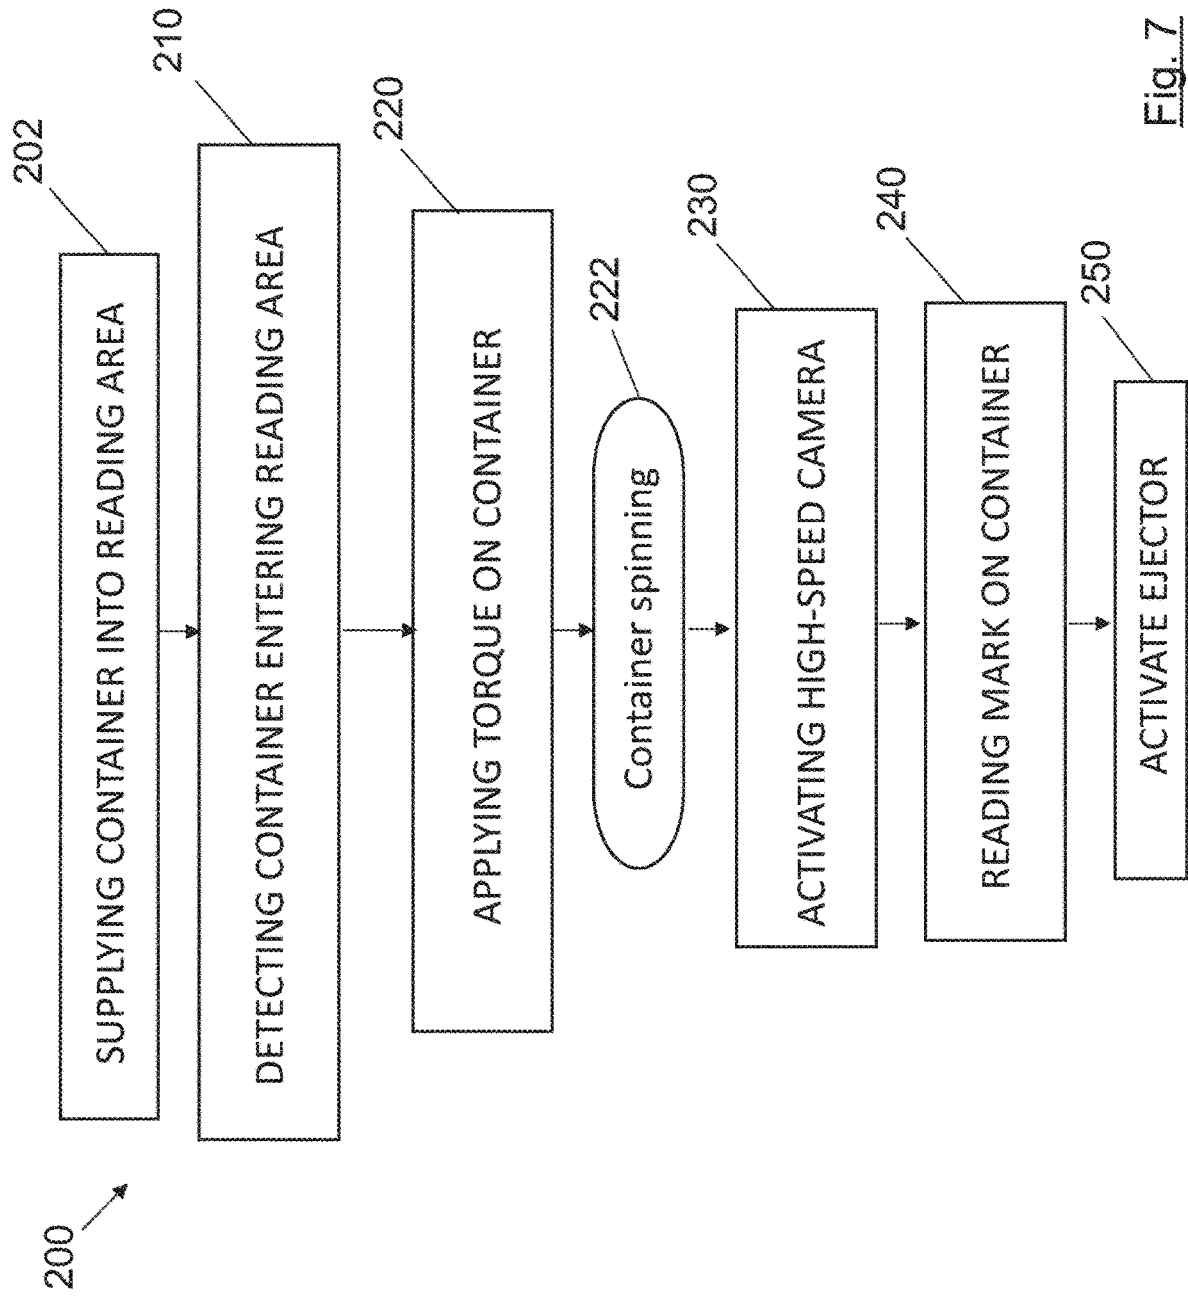 200
202
SUPPLYING CONTAINER INTO READING AREA
210
DETECTING CONTAINER ENTERING READING AREA
220
APPLYING TORQUE ON CONTAINER
222
Container spinning
230
ACTIVATING HIGH-SPEED CAMERA
240
READING MARK ON CONTAINER
250
ACTIVATE EJECTOR
Fig. 7